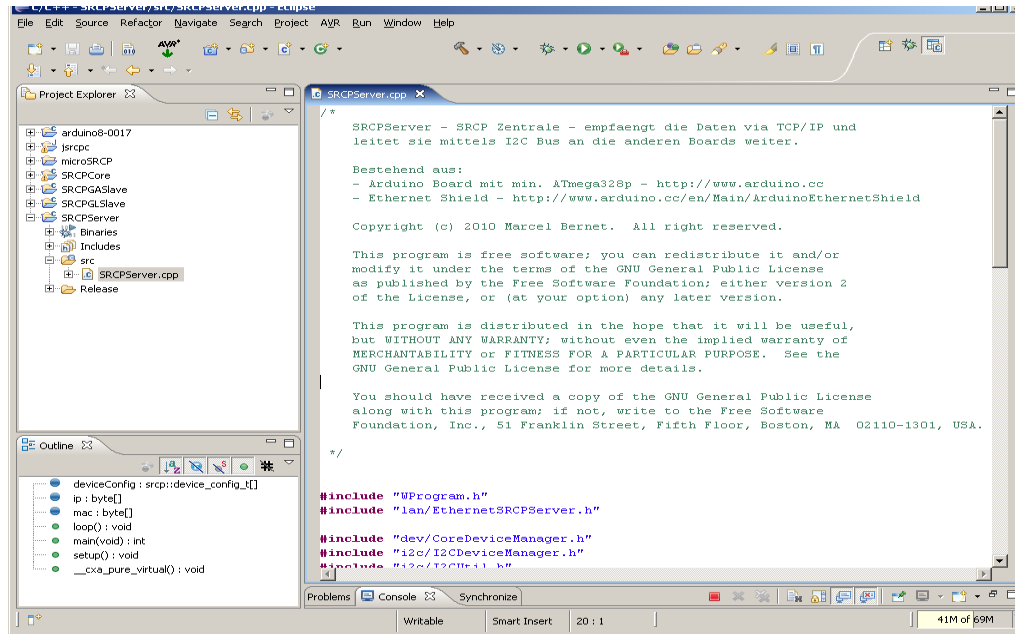 C/C++ - SRCPServer/src/SRCPServer.cpp - Eclipse
File Edit Source Refactor Navigate Search Project AVR Run Window Help
AVR*
Project Explorer
arduino8-0017
jsrcpc
microSRCP
SRCPCore
SRCPGASlave
SRCPGLSlave
SRCPServer
Binaries
Includes
src
SRCPServer.cpp
Release
Outline
deviceConfig : srcp::device_config_t[]
ip : byte[]
mac : byte[]
loop() : void
main(void) : int
setup() : void
__cxa_pure_virtual() : void
SRCPServer.cpp
/*
SRCPServer - SRCP Zentrale - empfaengt die Daten via TCP/IP und
leitet sie mittels I2C Bus an die anderen Boards weiter.
Bestehend aus:
- Arduino Board mit min. ATmega328p - http://www.arduino.cc
- Ethernet Shield - http://www.arduino.cc/en/Main/ArduinoEthernetShield
Copyright (c) 2010 Marcel Bernet.  All right reserved.
This program is free software; you can redistribute it and/or
modify it under the terms of the GNU General Public License
as published by the Free Software Foundation; either version 2
of the License, or (at your option) any later version.
This program is distributed in the hope that it will be useful,
but WITHOUT ANY WARRANTY; without even the implied warranty of
MERCHANTABILITY or FITNESS FOR A PARTICULAR PURPOSE.  See the
GNU General Public License for more details.
You should have received a copy of the GNU General Public License
along with this program; if not, write to the Free Software
Foundation, Inc., 51 Franklin Street, Fifth Floor, Boston, MA  02110-1301, USA.
*/
#include "WProgram.h"
#include "lan/EthernetSRCPServer.h"
#include "dev/CoreDeviceManager.h"
#include "i2c/I2CDeviceManager.h"
#include "i2c/I2CUtil.h"
Problems Console Synchronize
Writable Smart Insert 20 : 1 41M of 69M